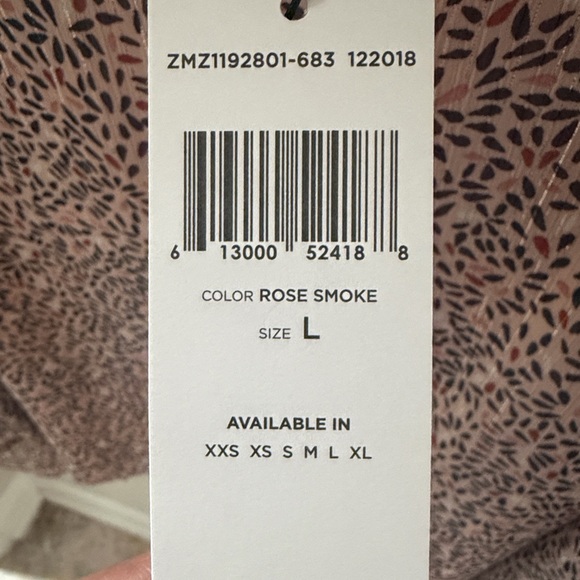 ZMZ1192801-683 122018
6 13000 52418 8
COLOR ROSE SMOKE
SIZE L
AVAILABLE IN
XXS XS S M L XL